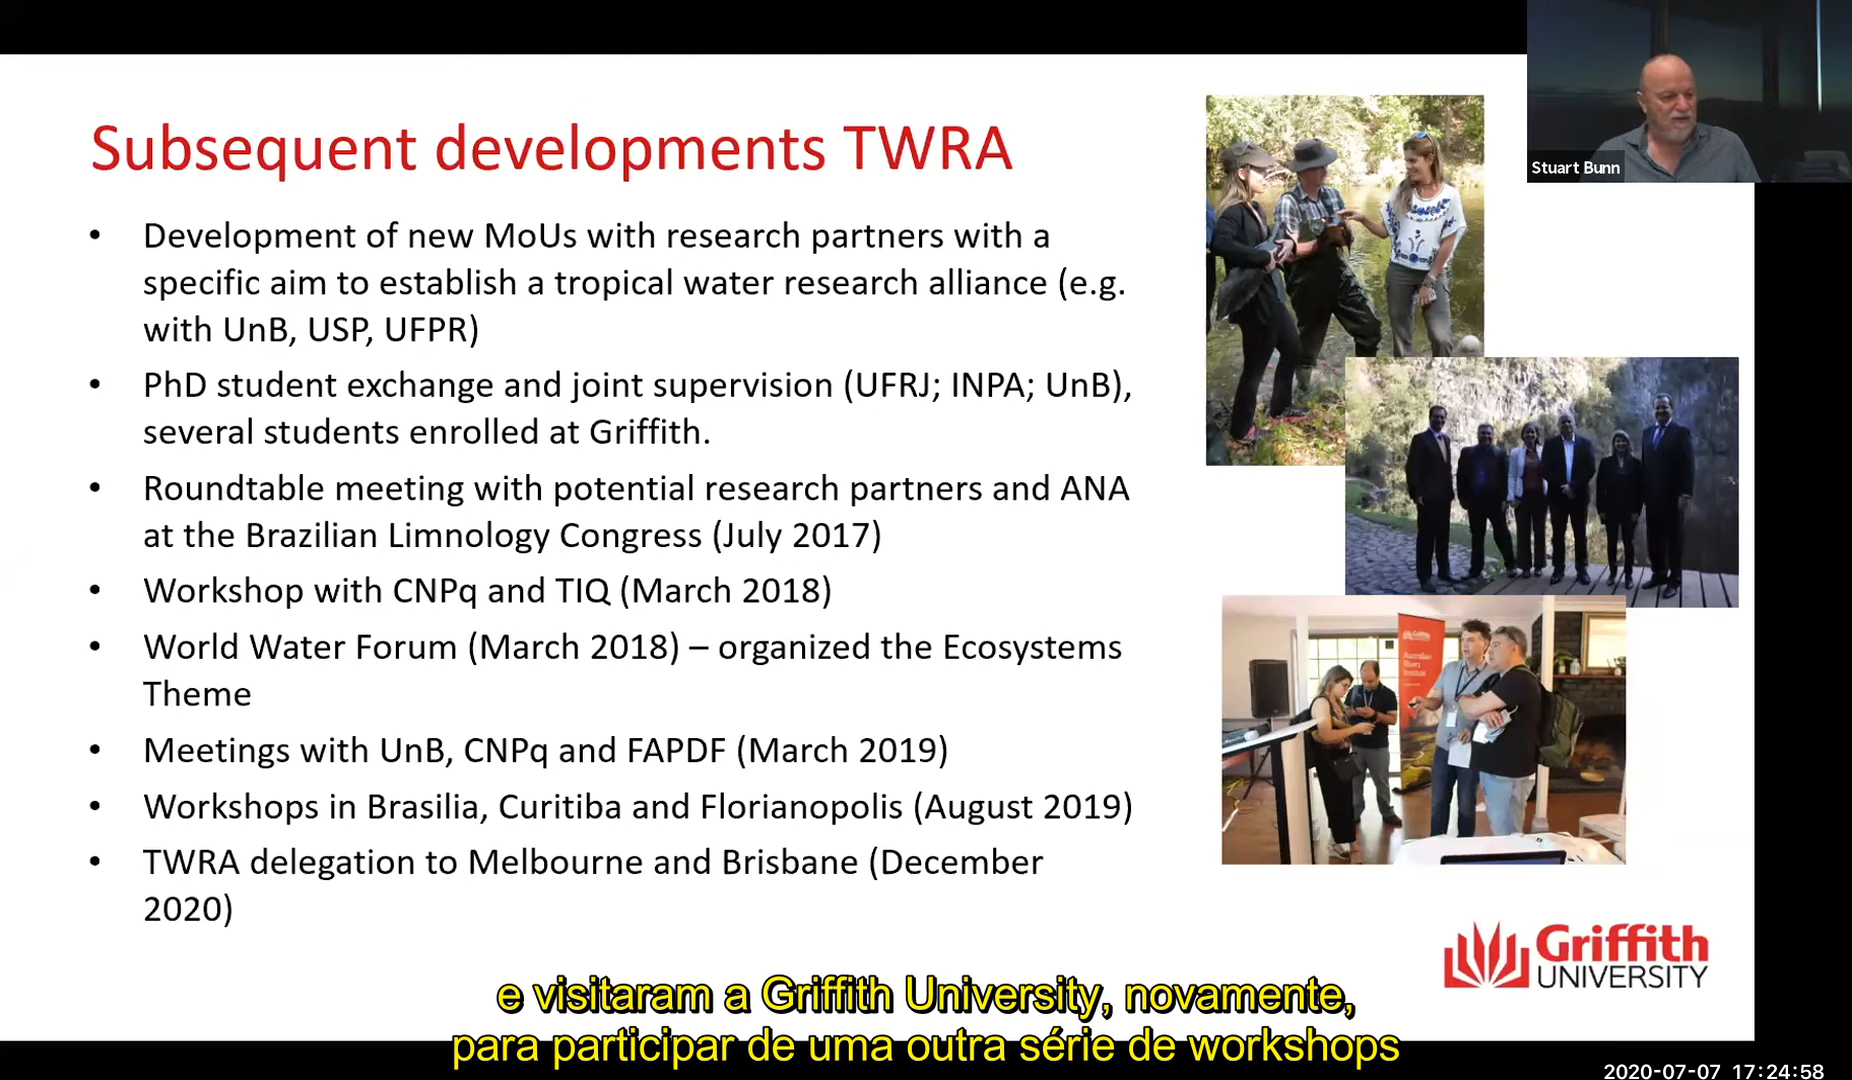 Subsequent developments TWRA
• Development of new MoUs with research partners with a
specific aim to establish a tropical water research alliance (e.g.
with UnB, USP, UFPR)
• PhD student exchange and joint supervision (UFRJ; INPA; UnB),
several students enrolled at Griffith.
• Roundtable meeting with potential research partners and ANA
at the Brazilian Limnology Congress (July 2017)
• Workshop with CNPq and TIQ (March 2018)
• World Water Forum (March 2018) – organized the Ecosystems
Theme
• Meetings with UnB, CNPq and FAPDF (March 2019)
• Workshops in Brasilia, Curitiba and Florianopolis (August 2019)
• TWRA delegation to Melbourne and Brisbane (December
2020)
Stuart Bunn
Griffith
Australian
Rivers
Institute
Griffith
UNIVERSITY
e visitaram a Griffith University, novamente,
para participar de uma outra série de workshops
2020-07-07 17:24:58